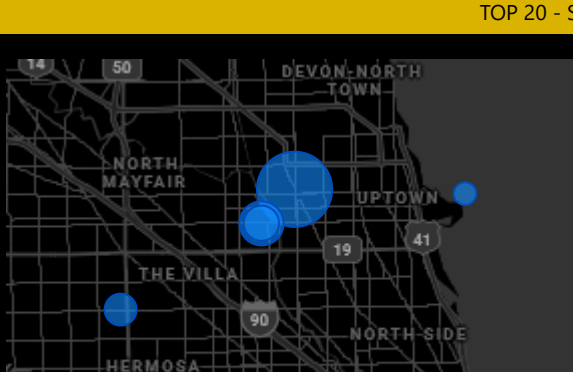 TOP 20 - S
14
50
DEVON-NORTH
TOWN
NORTH
MAYFAIR
UPTOWN
41
19
THE VILLA
90
NORTH SIDE
HERMOSA